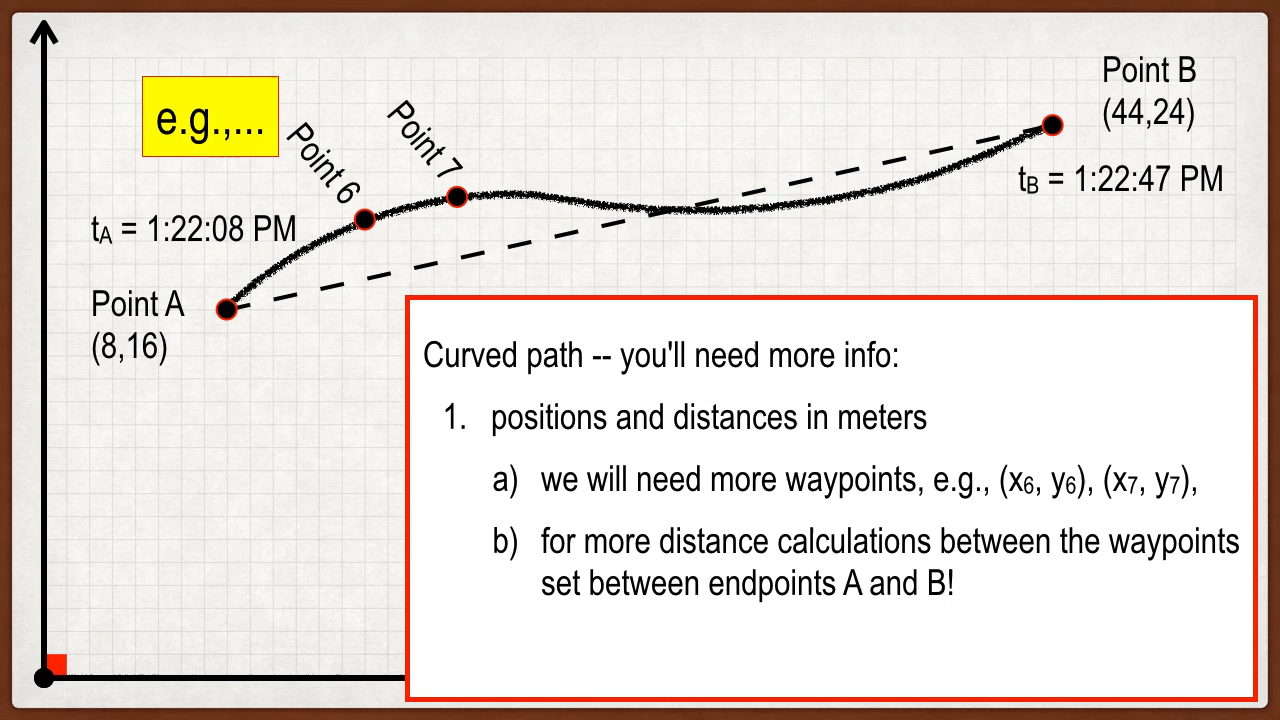 e.g.,...
Point 6
Point 7
Point B
(44,24)
tB = 1:22:47 PM
tA = 1:22:08 PM
Point A
(8,16)
Curved path -- you'll need more info:
1. positions and distances in meters
a) we will need more waypoints, e.g., (x6, y6), (x7, y7),
b) for more distance calculations between the waypoints
set between endpoints A and B!